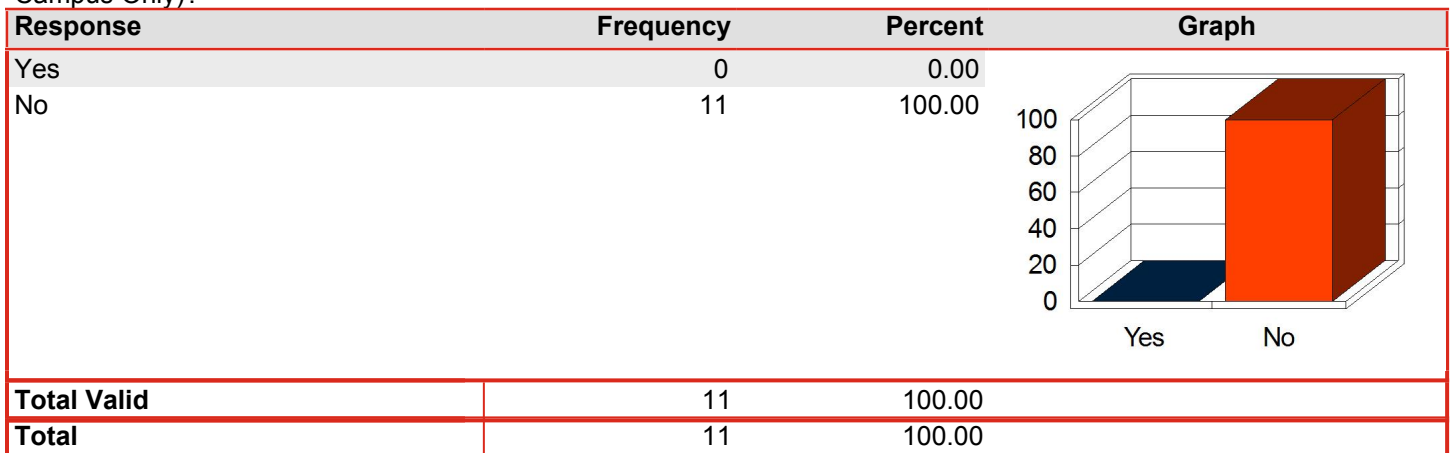 Campus Only)?
Response Frequency Percent Graph
Yes 0 0.00
No 11 100.00
100
80
60
40
20
0
Yes No
Total Valid 11 100.00
Total 11 100.00